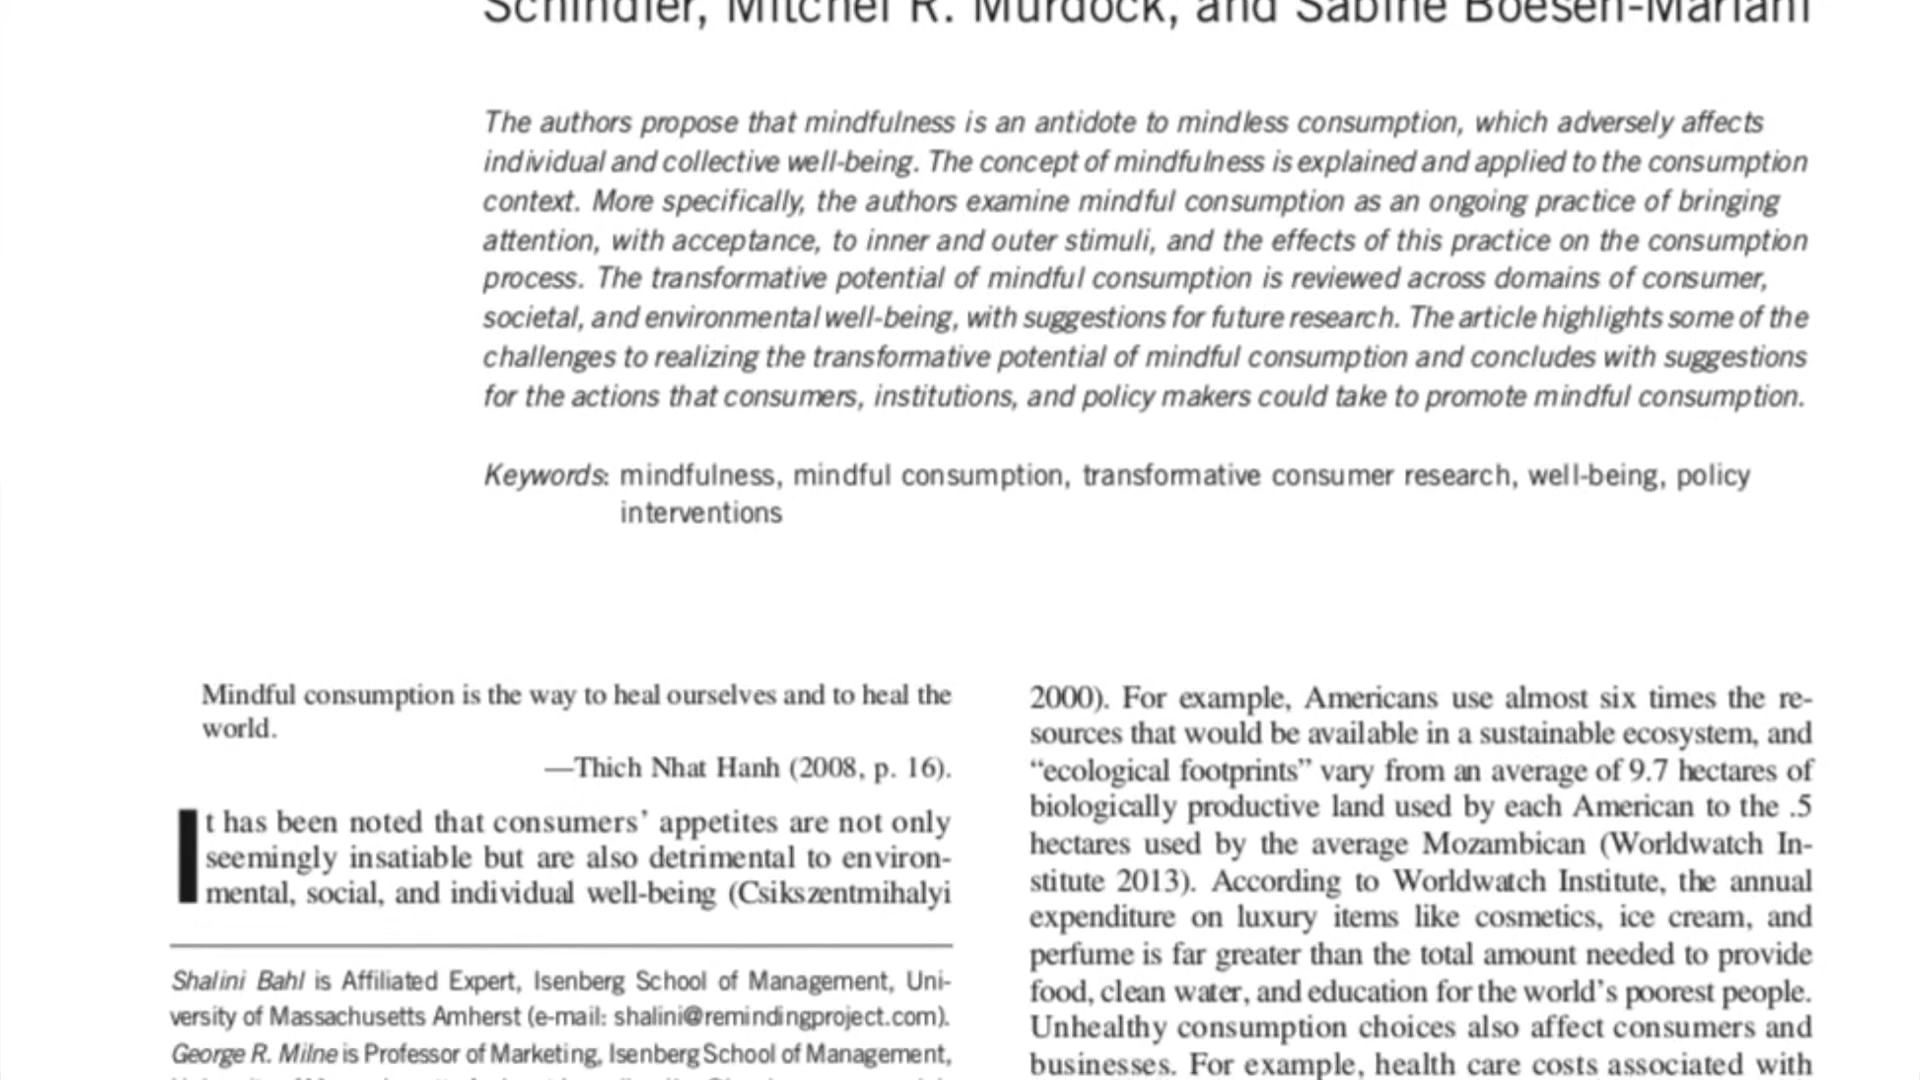 Schindler, Mitchel R. Murdock, and Sabine Boesen-Mariani
The authors propose that mindfulness is an antidote to mindless consumption, which adversely affects
individual and collective well-being. The concept of mindfulness is explained and applied to the consumption
context. More specifically, the authors examine mindful consumption as an ongoing practice of bringing
attention, with acceptance, to inner and outer stimuli, and the effects of this practice on the consumption
process. The transformative potential of mindful consumption is reviewed across domains of consumer,
societal, and environmental well-being, with suggestions for future research. The article highlights some of the
challenges to realizing the transformative potential of mindful consumption and concludes with suggestions
for the actions that consumers, institutions, and policy makers could take to promote mindful consumption.
Keywords: mindfulness, mindful consumption, transformative consumer research, well-being, policy
interventions
Mindful consumption is the way to heal ourselves and to heal the
world.
—Thich Nhat Hanh (2008, p. 16).
It has been noted that consumers’ appetites are not only
seemingly insatiable but are also detrimental to environ-
mental, social, and individual well-being (Csikszentmihalyi
Shalini Bahl is Affiliated Expert, Isenberg School of Management, Uni-
versity of Massachusetts Amherst (e-mail: shalini@remindingproject.com).
George R. Milne is Professor of Marketing, Isenberg School of Management,
2000). For example, Americans use almost six times the re-
sources that would be available in a sustainable ecosystem, and
“ecological footprints” vary from an average of 9.7 hectares of
biologically productive land used by each American to the .5
hectares used by the average Mozambican (Worldwatch In-
stitute 2013). According to Worldwatch Institute, the annual
expenditure on luxury items like cosmetics, ice cream, and
perfume is far greater than the total amount needed to provide
food, clean water, and education for the world’s poorest people.
Unhealthy consumption choices also affect consumers and
businesses. For example, health care costs associated with